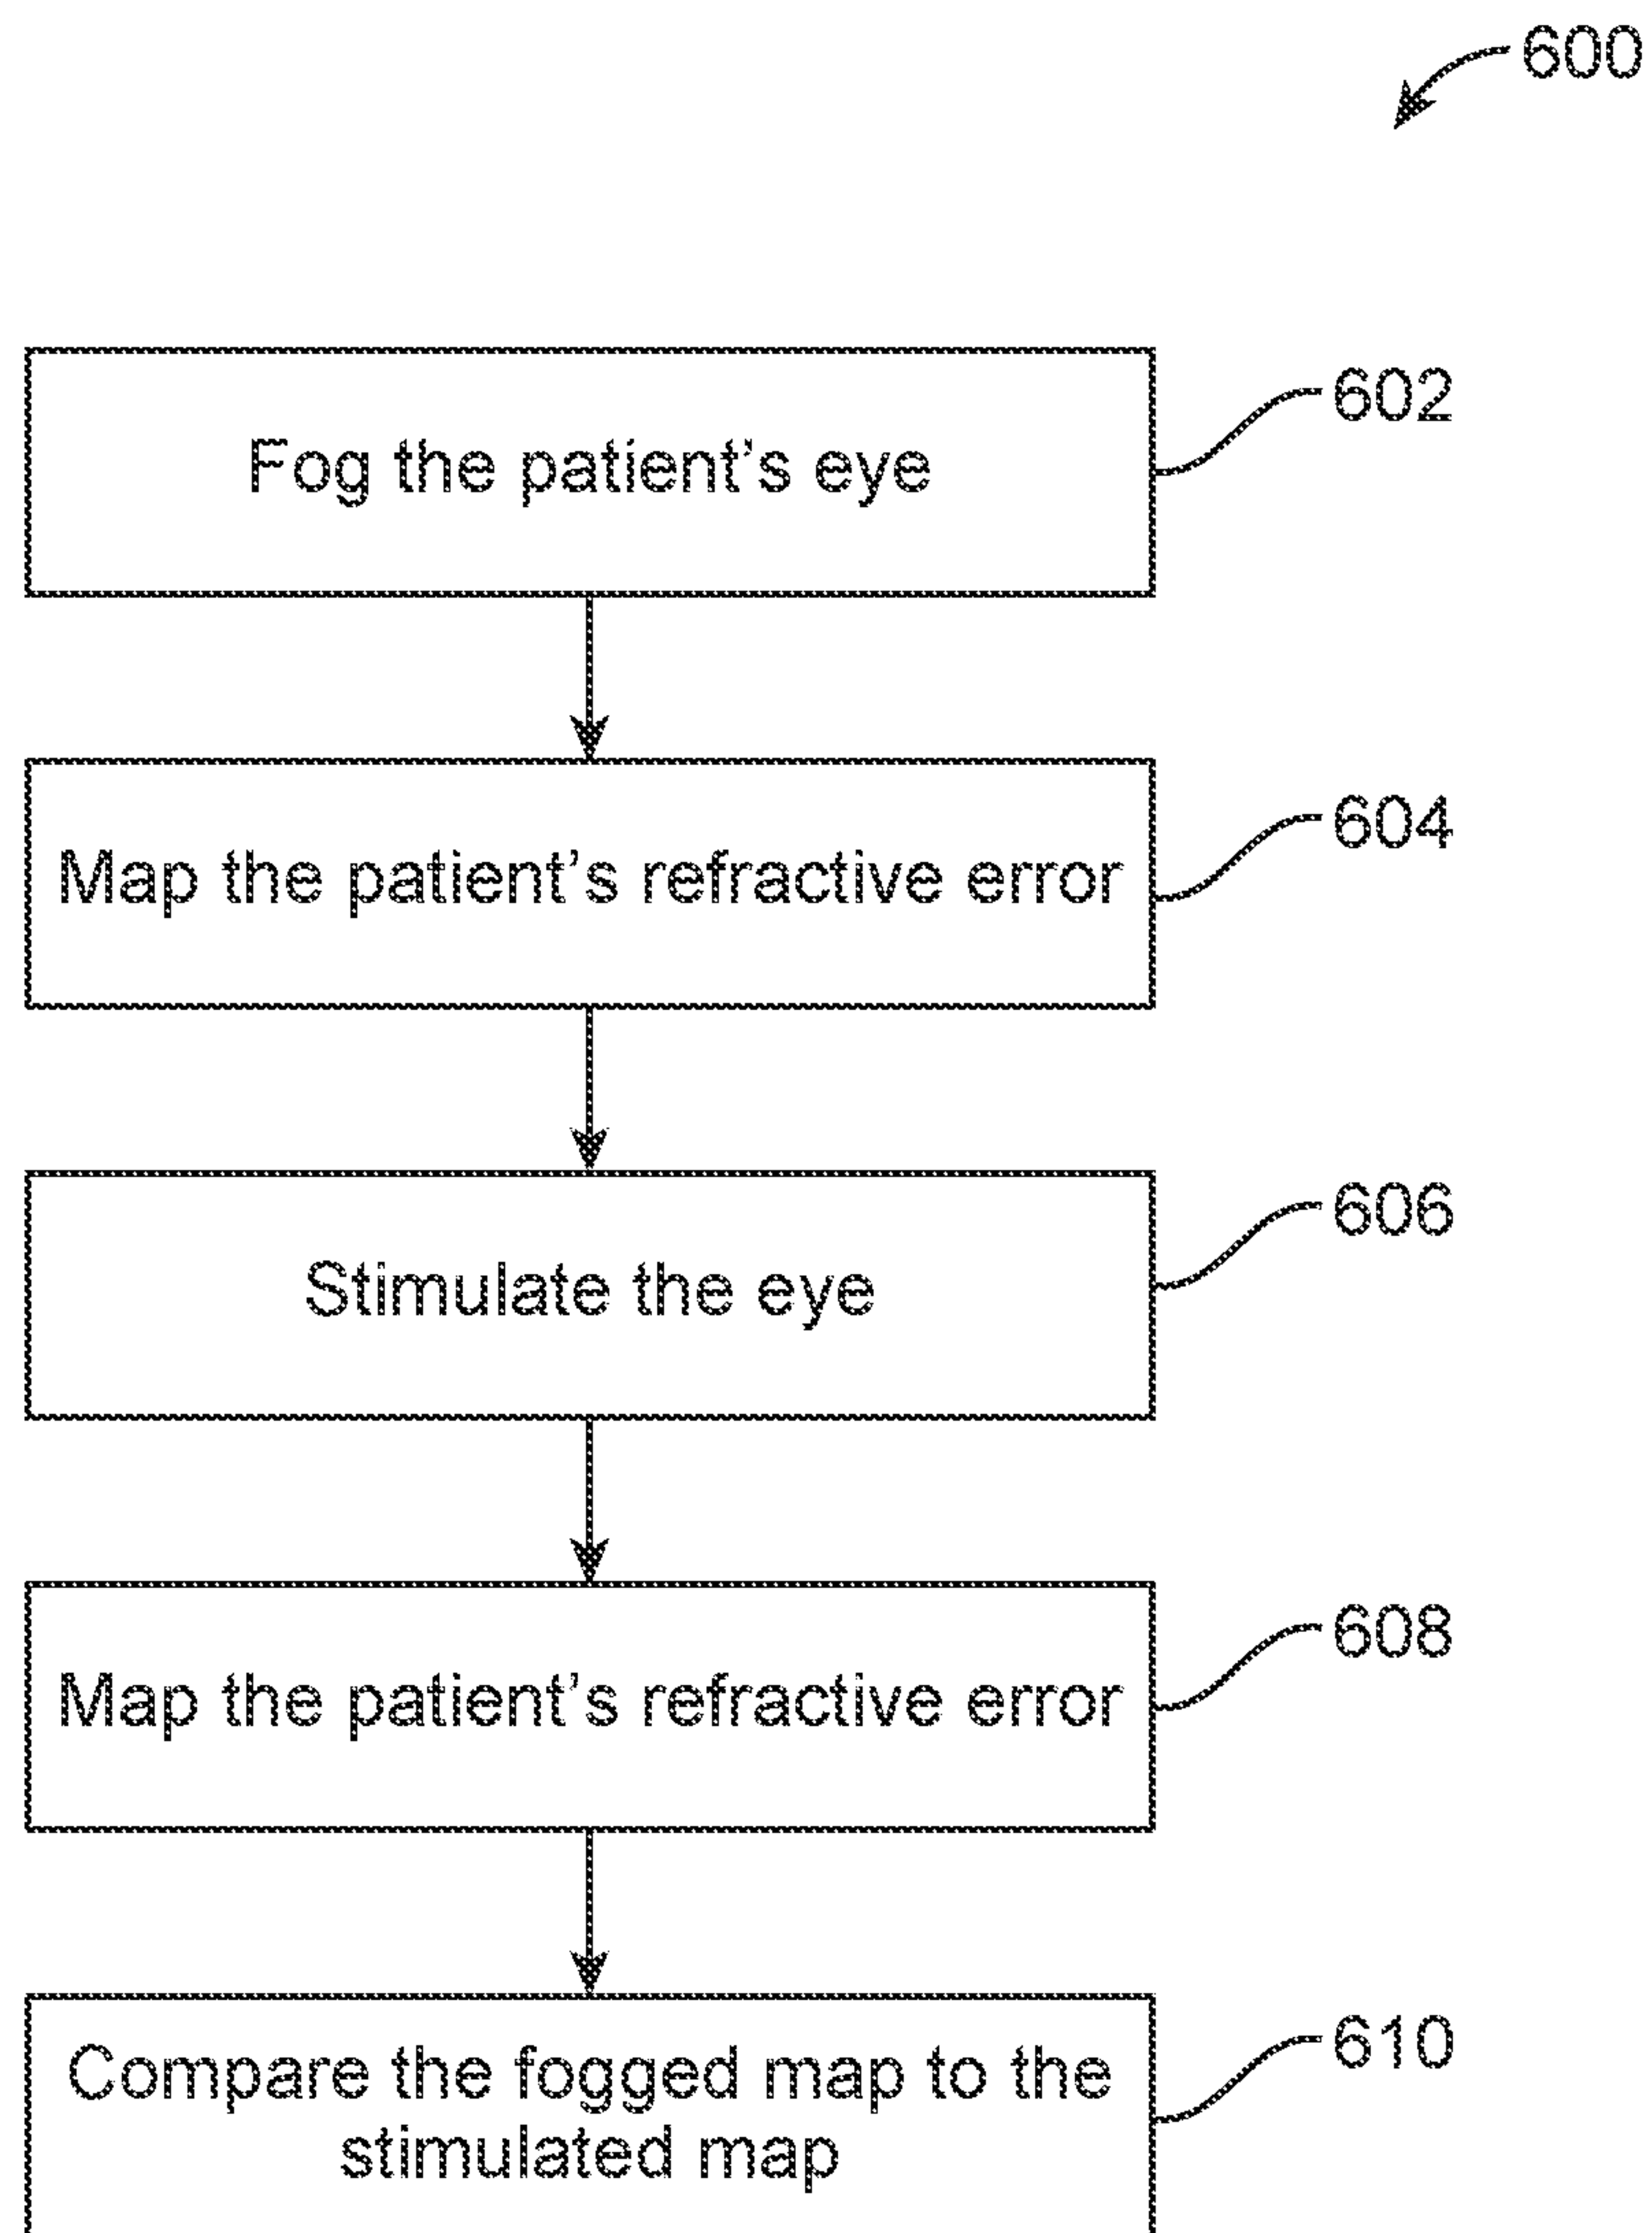 600
Fog the patient's eye
602
Map the patient's refractive error
604
Stimulate the eye
606
Map the patient's refractive error
608
Compare the fogged map to the
stimulated map
610